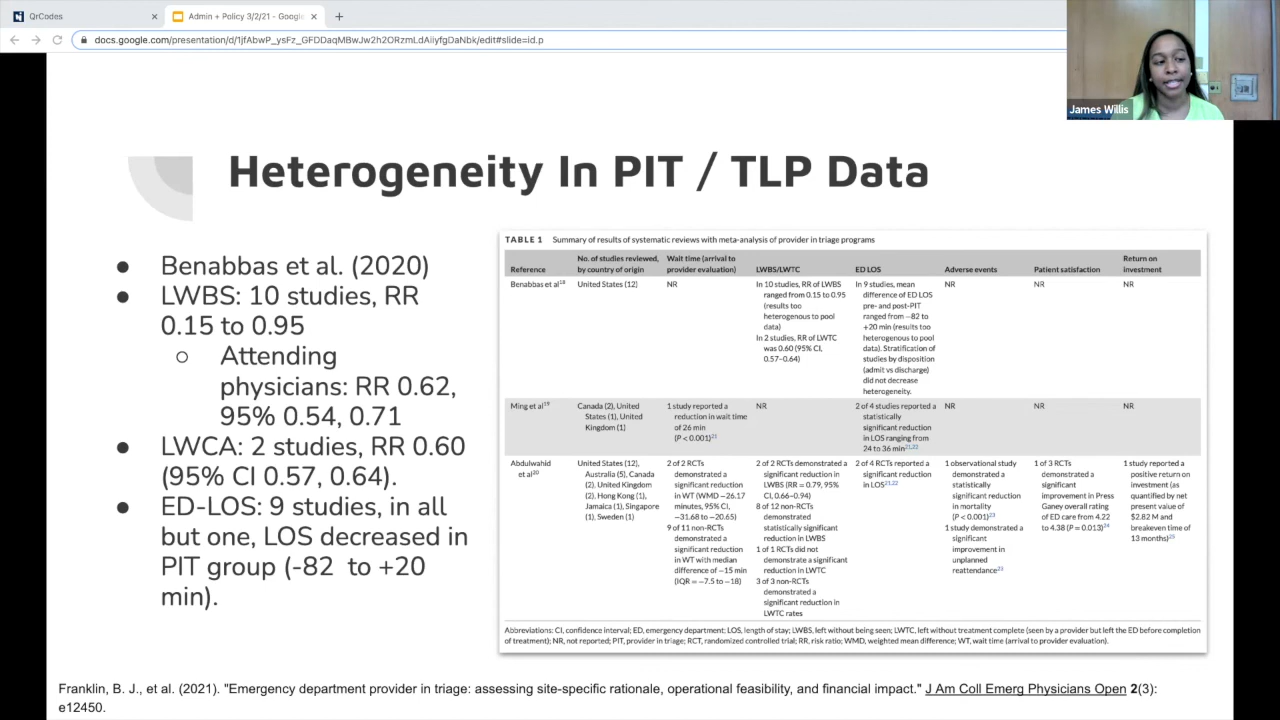 QrCodes
Admin + Policy 3/2/21 - Google
docs.google.com/presentation/d/1jfAbwP_ysFz_GFDDaqMBwJw2h2ORzmLdAiiyfgDaNbk/edit#slide=id.p
James Willis
Heterogeneity In PIT / TLP Data
● Benabbas et al. (2020)
● LWBS: 10 studies, RR
0.15 to 0.95
○ Attending
physicians: RR 0.62,
95% 0.54, 0.71
● LWCA: 2 studies, RR 0.60
(95% CI 0.57, 0.64).
● ED-LOS: 9 studies, in all
but one, LOS decreased in
PIT group (-82 to +20
min).
TABLE 1 Summary of results of systematic reviews with meta-analysis of provider in triage programs
Reference
No. of studies reviewed,
by country of origin
Wait time (arrival to
provider evaluation)
LWBS/LWTC
ED LOS
Adverse events
Patient satisfaction
Return on
investment
Benabbas et al18
United States (12)
NR
In 10 studies, RR of LWBS
ranged from 0.15 to 0.95
(results too
heterogenous to pool
data)
In 2 studies, RR of LWTC
was 0.60 (95% CI,
0.57–0.64)
In 9 studies, mean
difference of ED LOS
pre- and post-PIT
ranged from −82 to
+20 min (results too
heterogenous to pool
data). Stratification of
studies by disposition
(admit vs discharge)
did not decrease
heterogeneity.
NR
NR
NR
Ming et al19
Canada (2), United
States (1), United
Kingdom (1)
1 study reported a
reduction in wait time
of 26 min
(P < 0.001)21
NR
2 of 4 studies reported a
statistically
significant reduction
in LOS ranging from
24 to 36 min21,22
NR
NR
NR
Abdulwahid
et al20
United States (12),
Australia (5), Canada
(2), United Kingdom
(2), Hong Kong (1),
Jamaica (1), Singapore
(1), Sweden (1)
2 of 2 RCTs
demonstrated a
significant reduction
in WT (WMD −26.17
minutes, 95% CI,
−31.68 to −20.65)
9 of 11 non-RCTs
demonstrated a
significant reduction
in WT with median
difference of −15 min
(IQR = −7.5 to −18)
2 of 2 RCTs demonstrated a
significant reduction in
LWBS (RR = 0.79, 95%
CI, 0.66–0.94)
8 of 12 non-RCTs
demonstrated
statistically significant
reduction in LWBS
1 of 1 RCTs did not
demonstrate a significant
reduction in LWTC
3 of 3 non-RCTs
demonstrated a
significant reduction in
LWTC rates
2 of 4 RCTs reported a
significant reduction
in LOS21,22
1 observational study
demonstrated a
statistically
significant reduction
in mortality
(P < 0.001)23
1 study demonstrated a
significant
improvement in
unplanned
reattendance23
1 of 3 RCTs
demonstrated a
significant
improvement in Press
Ganey overall rating
of ED care from 4.22
to 4.38 (P = 0.013)24
1 study reported a
positive return on
investment (as
quantified by net
present value of
$2.82 M and
breakeven time of
13 months)25
Abbreviations: CI, confidence interval; ED, emergency department; LOS, length of stay; LWBS, left without being seen; LWTC, left without treatment complete (seen by a provider but left the ED before completion
of treatment); NR, not reported; PIT, provider in triage; RCT, randomized controlled trial; RR, risk ratio; WMD, weighted mean difference; WT, wait time (arrival to provider evaluation).
Franklin, B. J., et al. (2021). "Emergency department provider in triage: assessing site-specific rationale, operational feasibility, and financial impact." J Am Coll Emerg Physicians Open 2(3):
e12450.